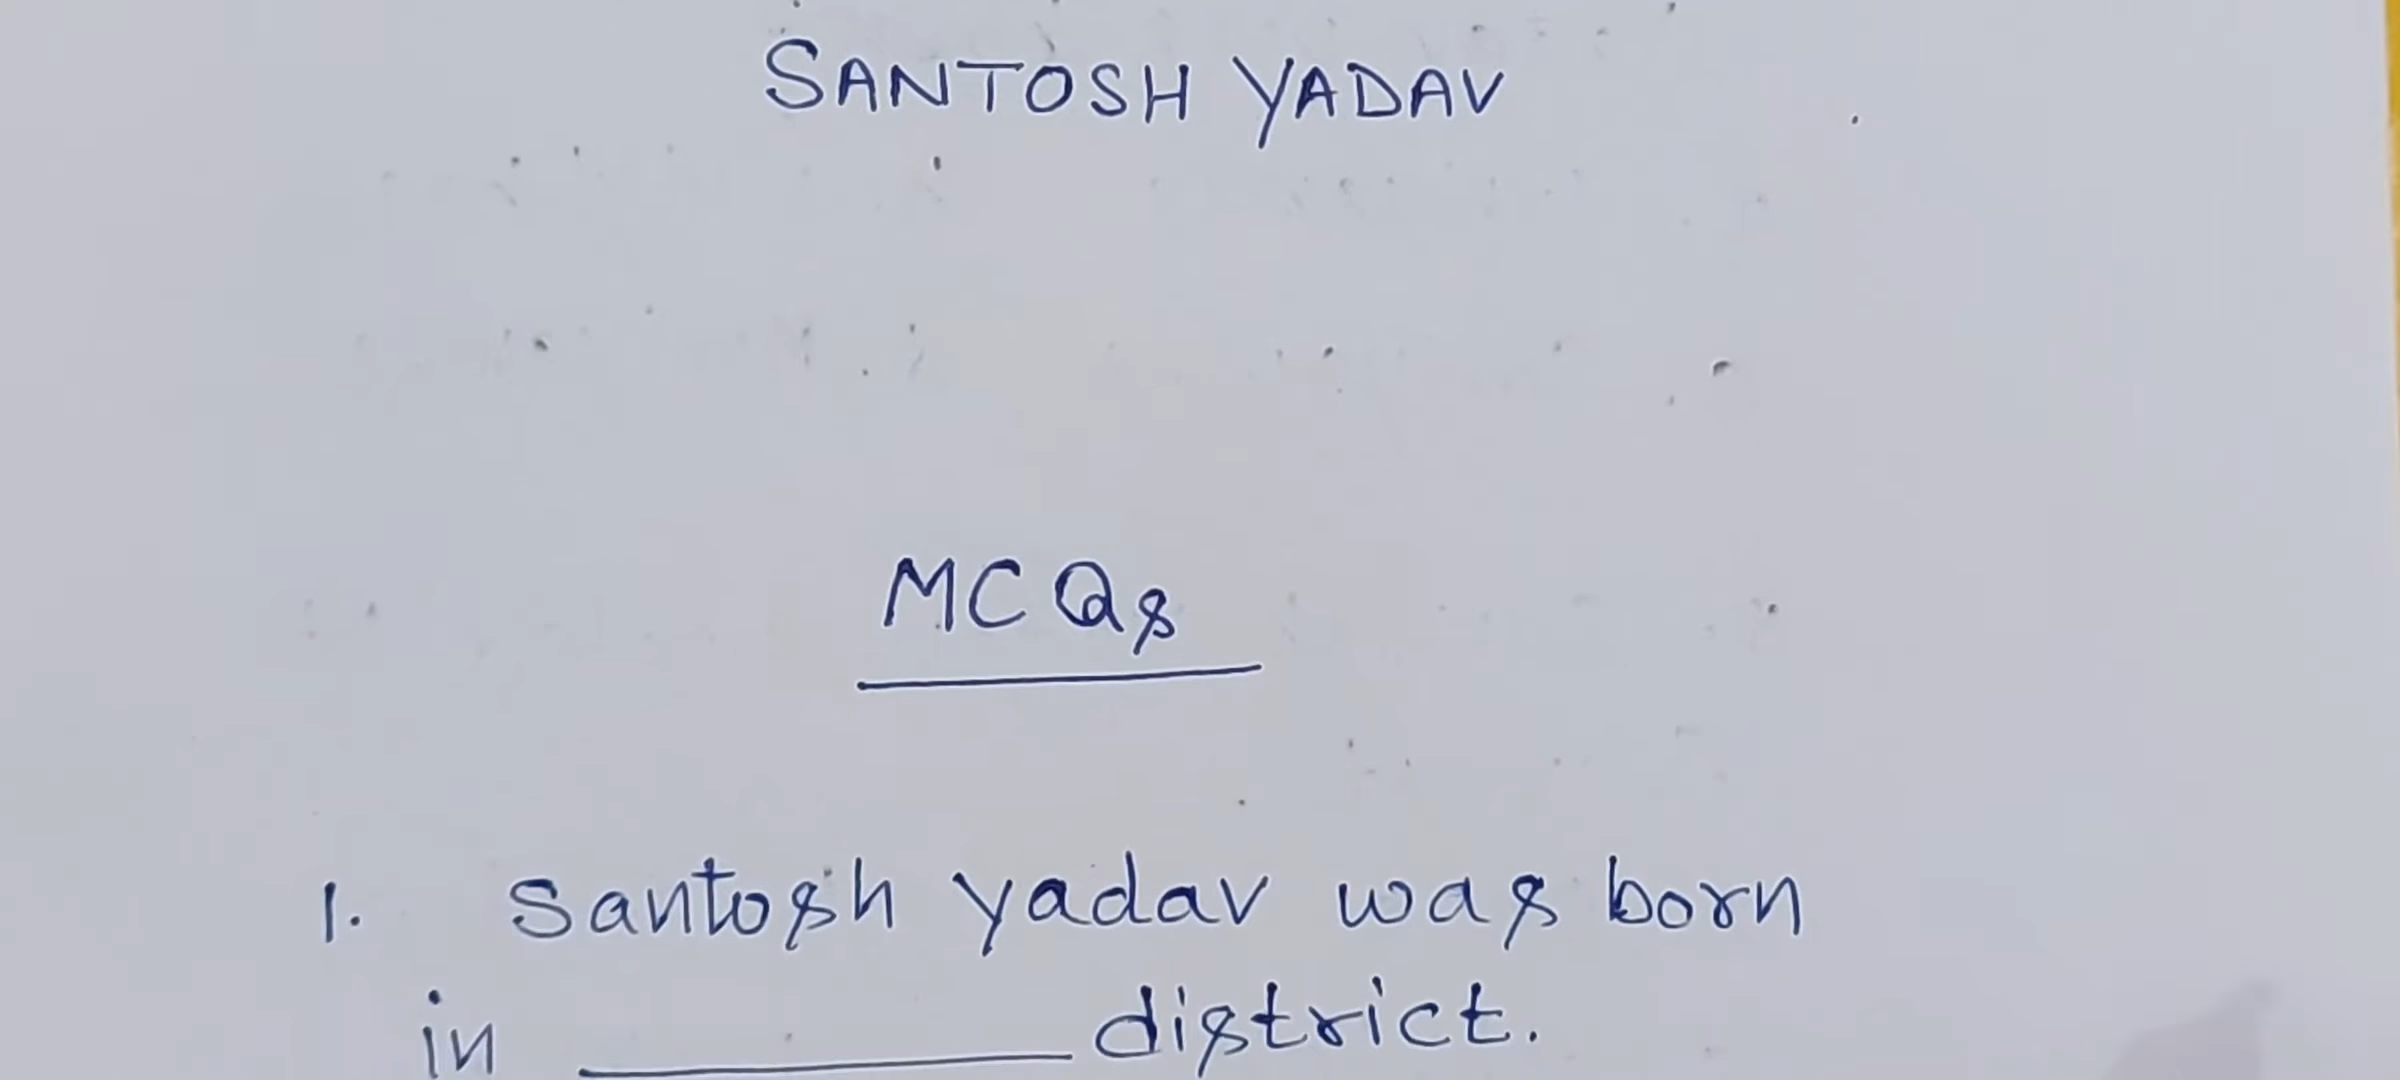 SANTOSH YADAV
MCQs
1. Santosh yadav was born
in ________ district.